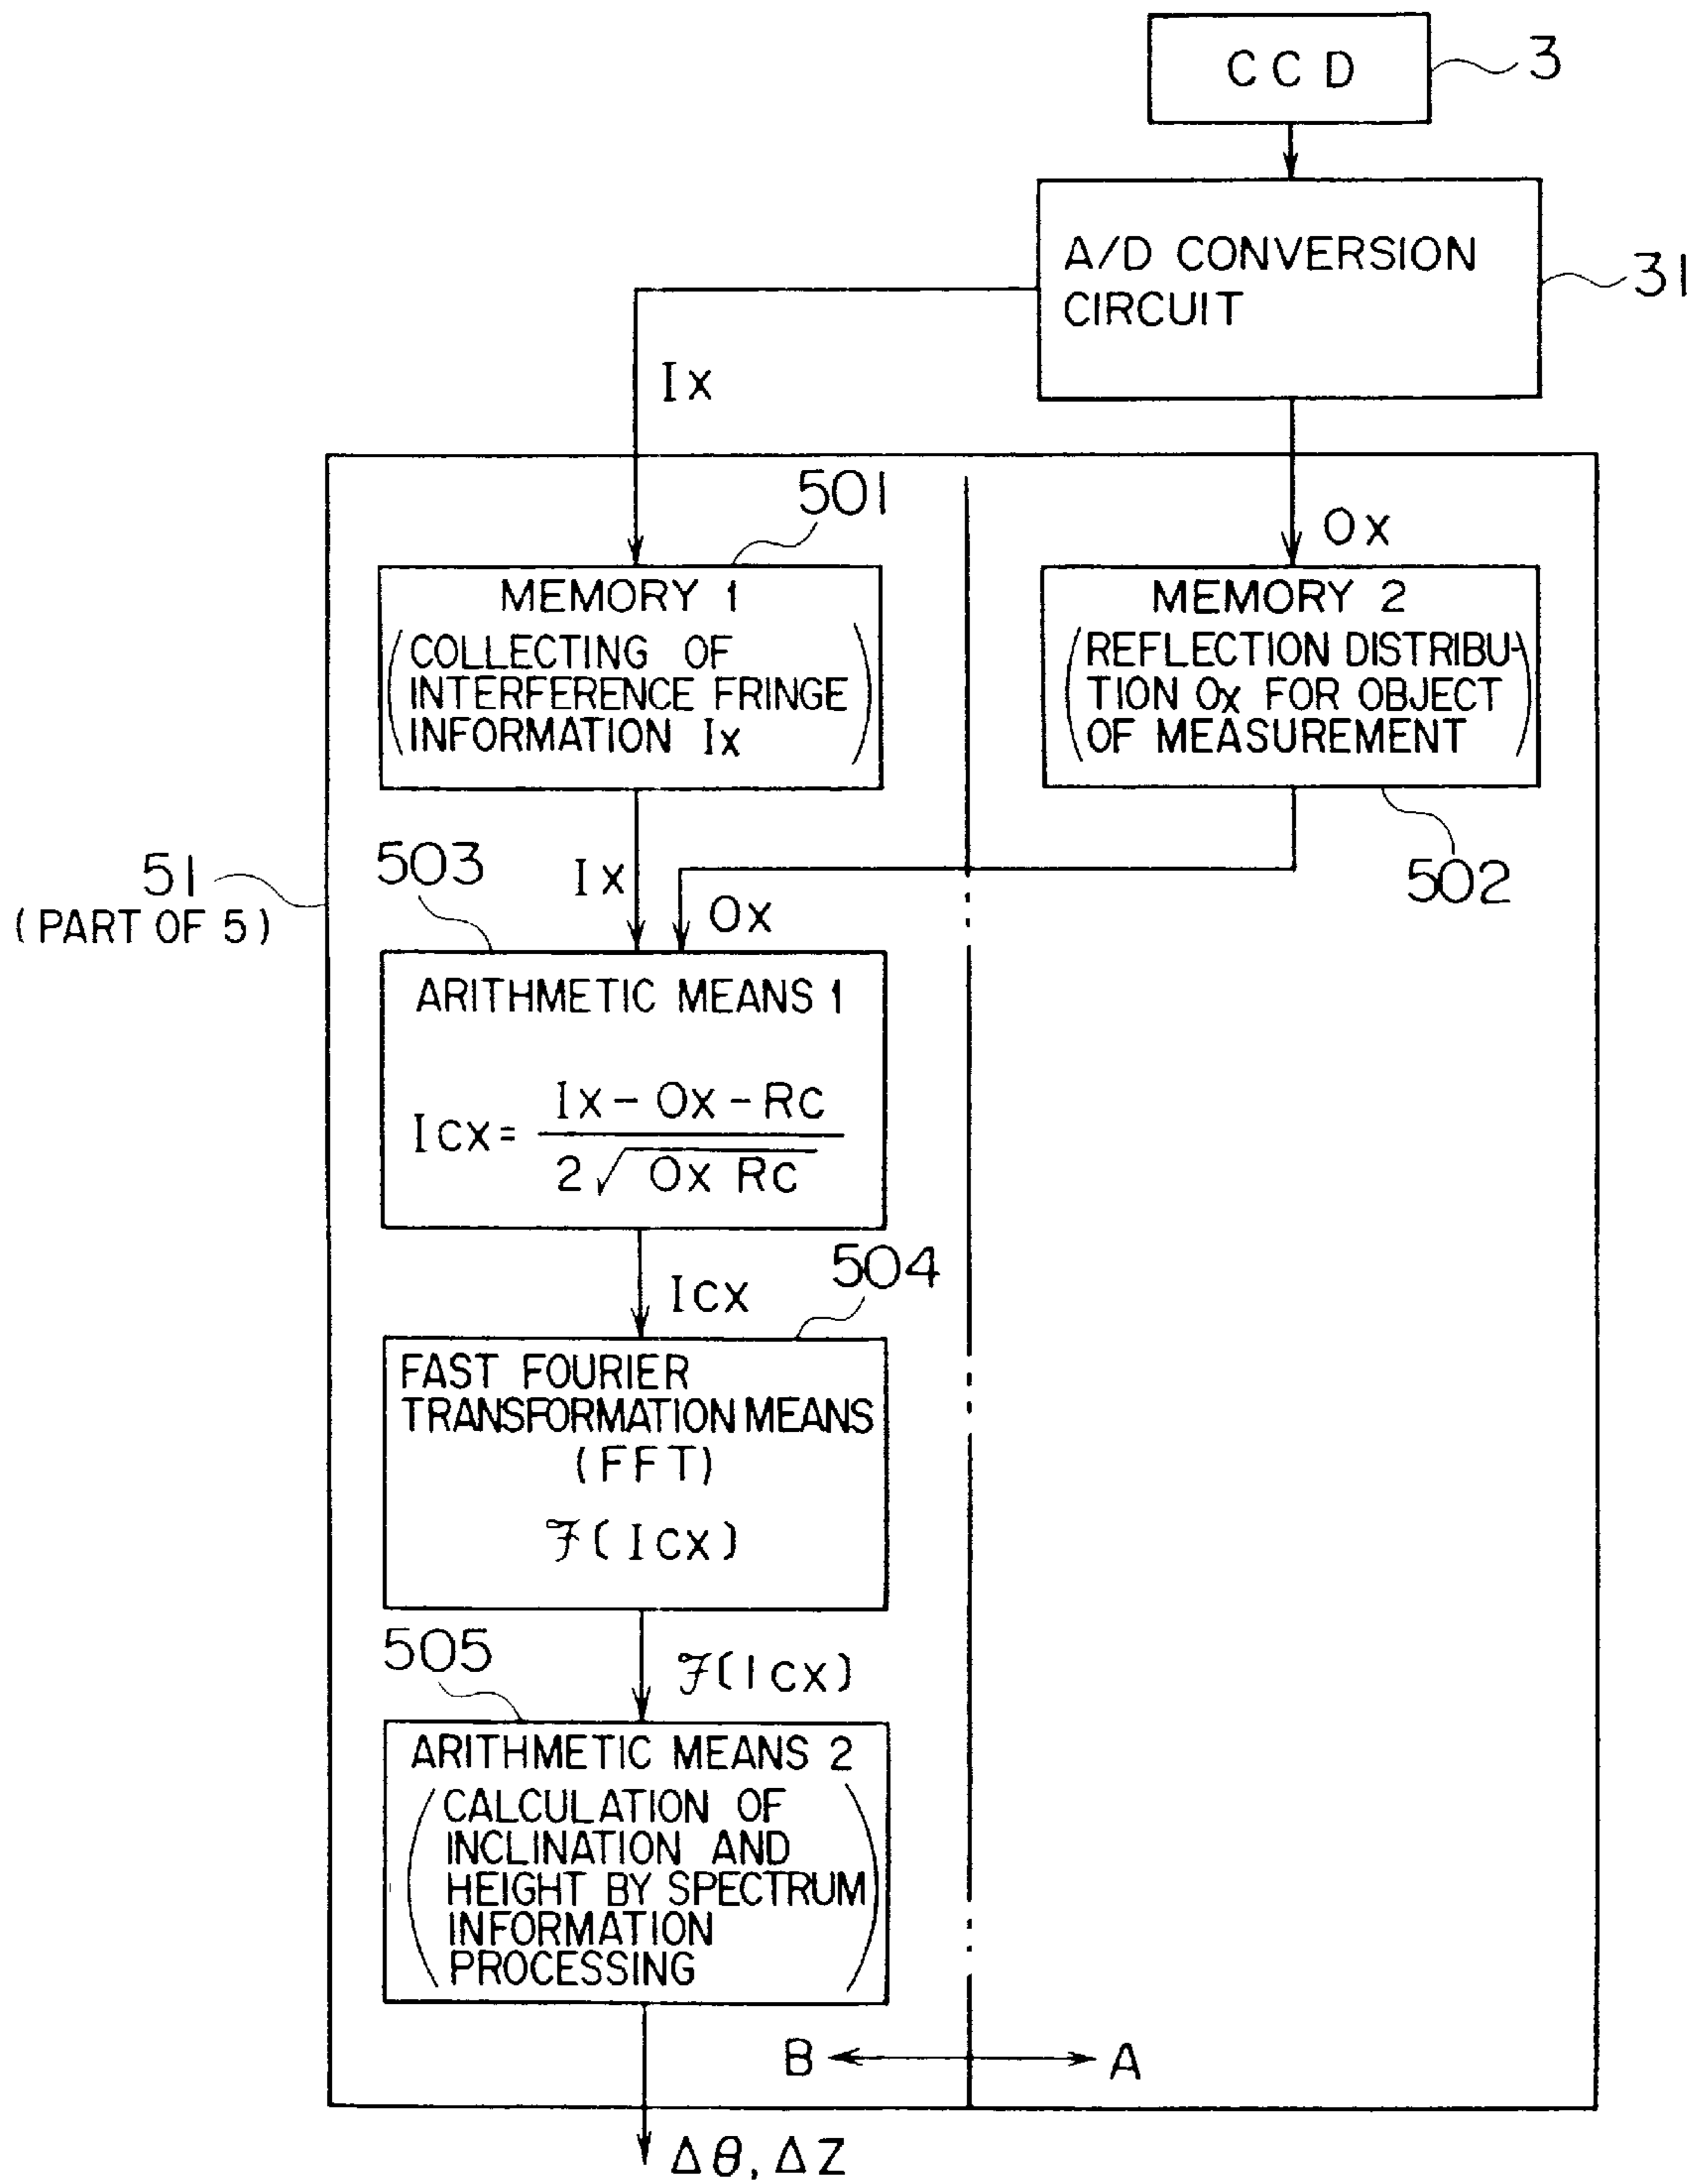 CCD
3
A/D CONVERSION
CIRCUIT
31
Ix
Ox
501
MEMORY 1
(COLLECTING OF
INTERFERENCE FRINGE
INFORMATION Ix)
MEMORY 2
(REFLECTION DISTRIBU-
TION Ox FOR OBJECT
OF MEASUREMENT)
502
51
(PART OF 5)
503
Ix
Ox
ARITHMETIC MEANS 1
Icx = (Ix - Ox - Rc) / 2√(Ox Rc)
Icx
504
FAST FOURIER
TRANSFORMATION MEANS
(FFT)
ℱ(Icx)
505
ℱ(Icx)
ARITHMETIC MEANS 2
(CALCULATION OF
INCLINATION AND
HEIGHT BY SPECTRUM
INFORMATION
PROCESSING)
B
A
Δθ, ΔZ